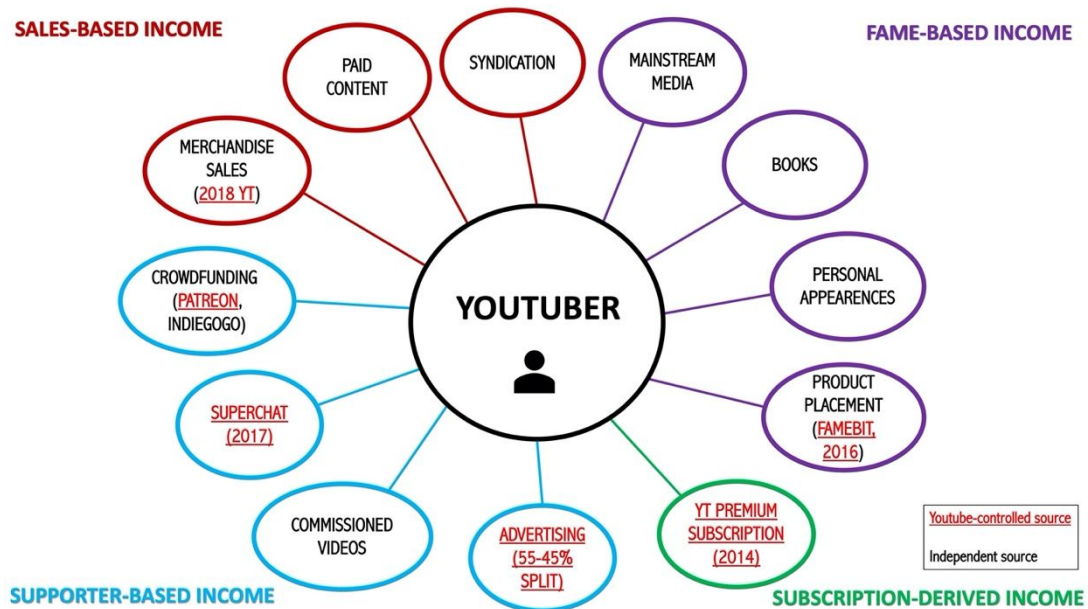 SALES-BASED INCOME
FAME-BASED INCOME
PAID
CONTENT
SYNDICATION
MAINSTREAM
MEDIA
MERCHANDISE
SALES
(2018 YT)
BOOKS
CROWDFUNDING
(PATREON,
INDIEGOGO)
YOUTUBER
PERSONAL
APPEARENCES
SUPERCHAT
(2017)
PRODUCT
PLACEMENT
(FAMEBIT,
2016)
COMMISSIONED
VIDEOS
ADVERTISING
(55-45%
SPLIT)
YT PREMIUM
SUBSCRIPTION
(2014)
Youtube-controlled source
Independent source
SUPPORTER-BASED INCOME
SUBSCRIPTION-DERIVED INCOME